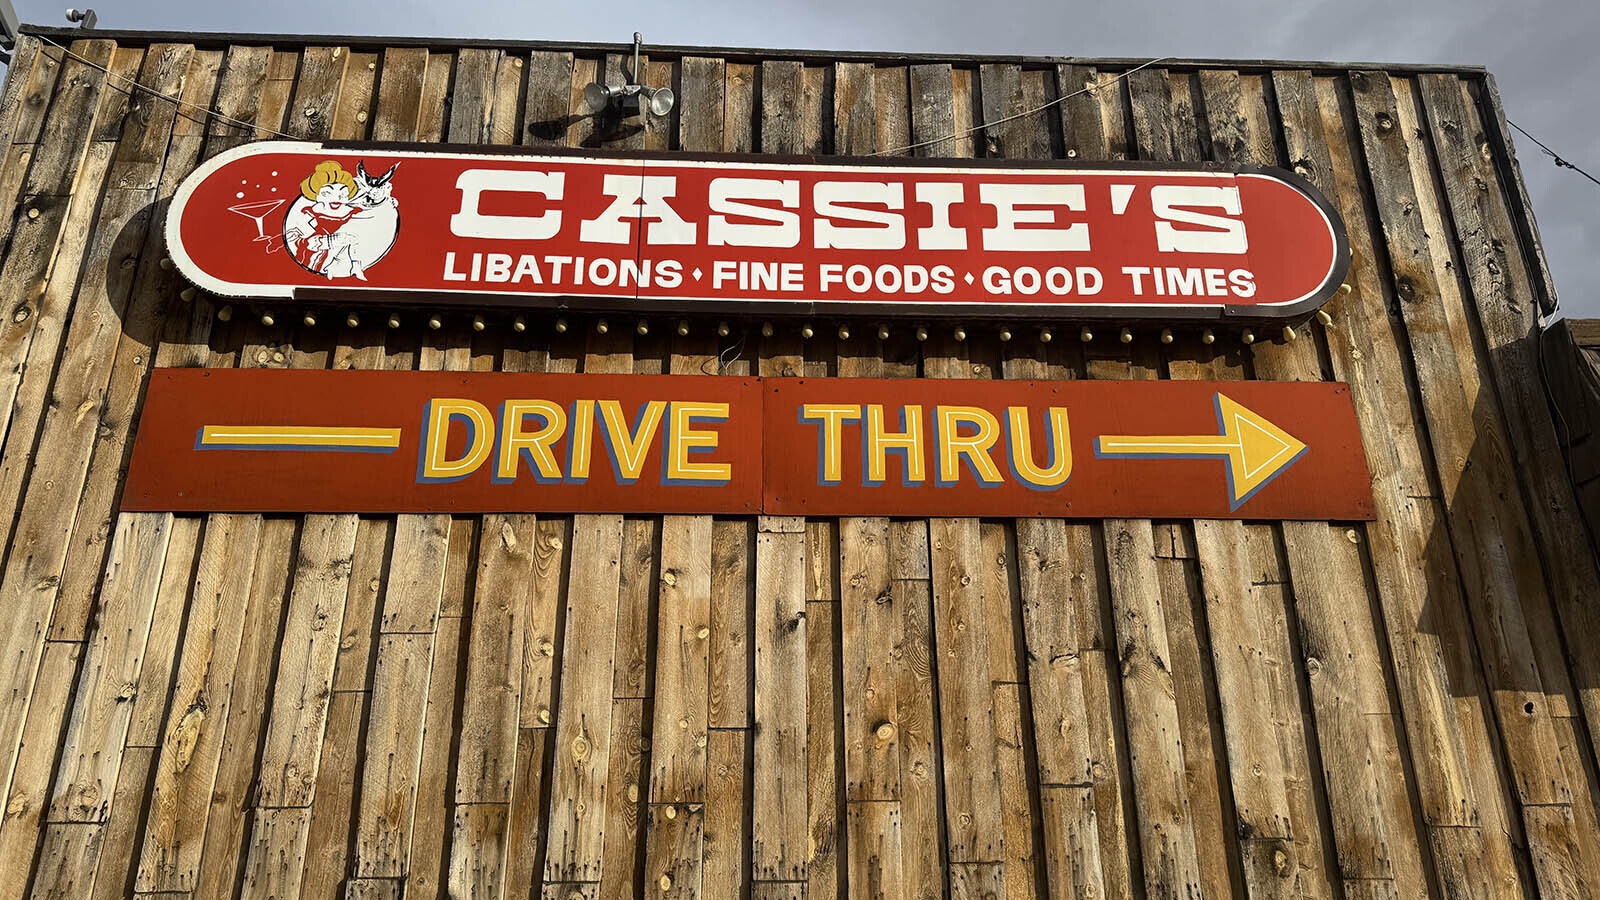 CASSIE'S
LIBATIONS ⬧ FINE FOODS ⬧ GOOD TIMES
DRIVE THRU